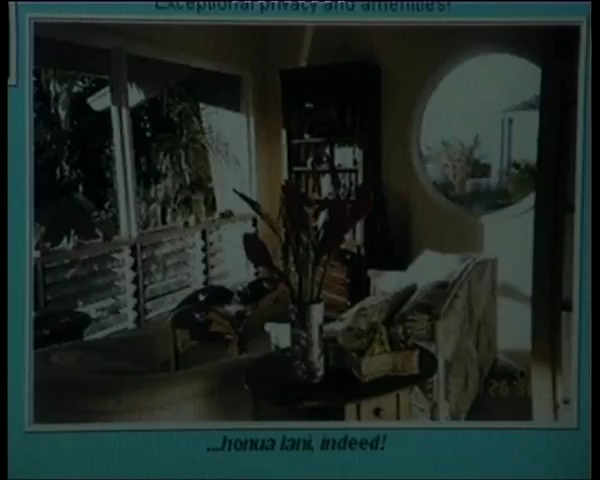 Exceptional privacy and amenities!
...honua lani, indeed!